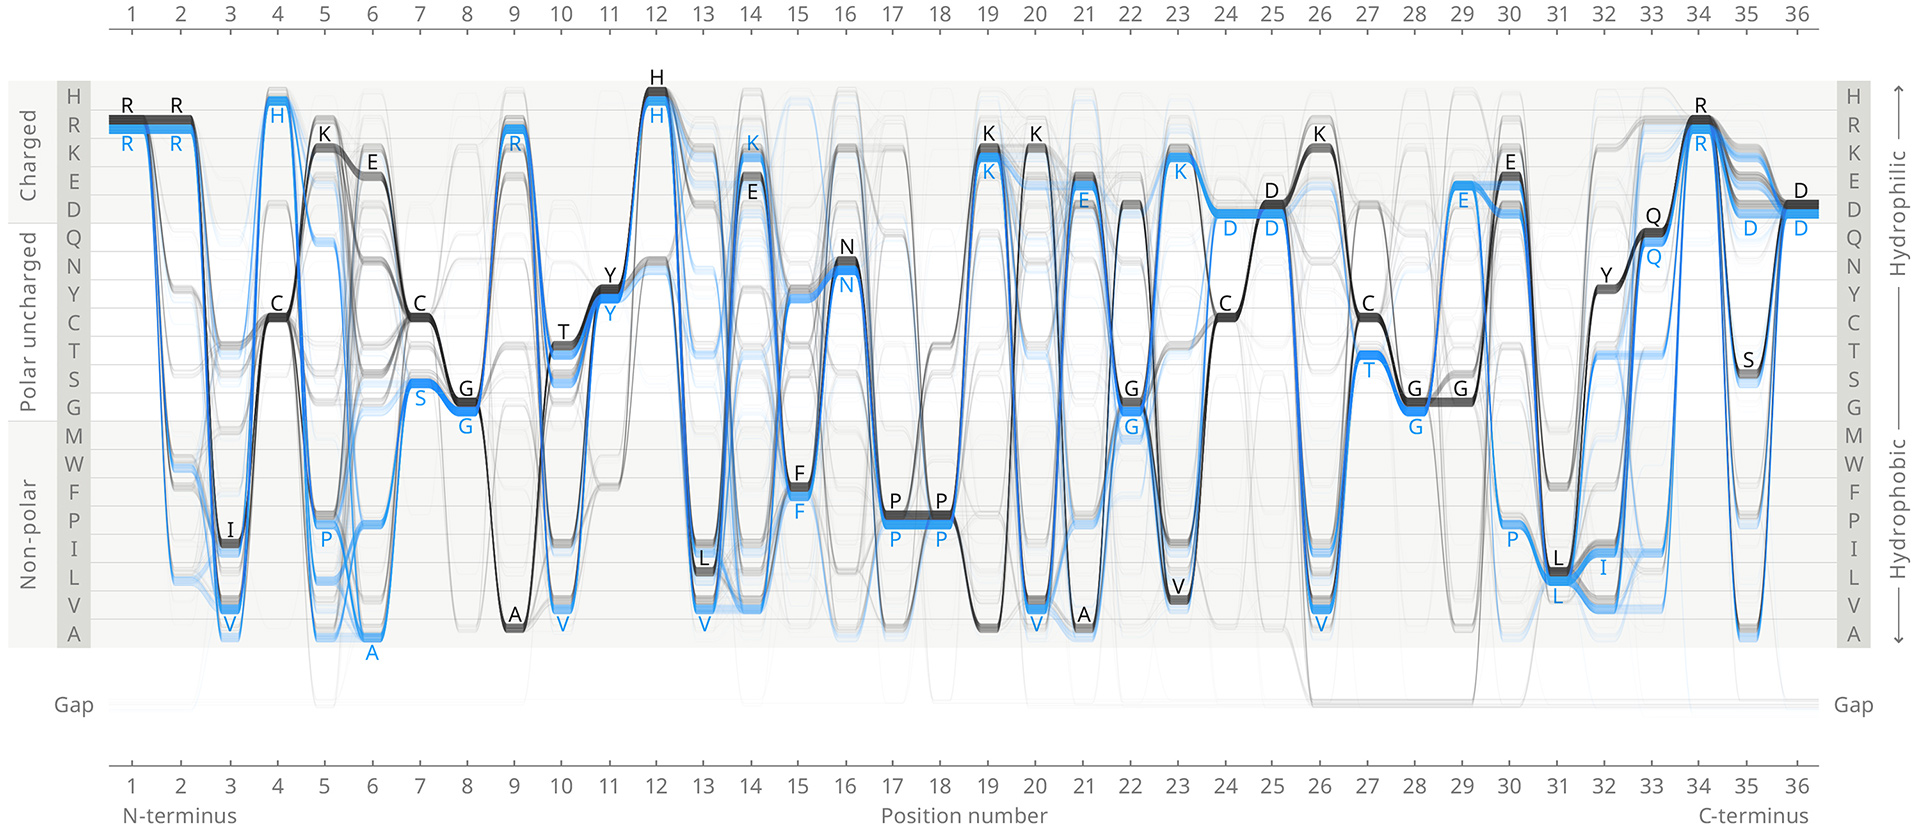 1 2 3 4 5 6 7 8 9 10 11 12 13 14 15 16 17 18 19 20 21 22 23 24 25 26 27 28 29 30 31 32 33 34 35 36
Charged
Polar uncharged
Non-polar
H
R
K
E
D
Q
N
Y
C
T
S
G
M
W
F
P
I
L
V
A
Gap
R R I C K E C G A T Y H L E F N P P K K A G V C D K C G G E L Y Q R S D
R R V H P A S G R V Y H V K F N P P K V E G K D D V T G E P L I Q R D D
H
R
K
E
D
Q
N
Y
C
T
S
G
M
W
F
P
I
L
V
A
Gap
Hydrophilic
Hydrophobic
1 2 3 4 5 6 7 8 9 10 11 12 13 14 15 16 17 18 19 20 21 22 23 24 25 26 27 28 29 30 31 32 33 34 35 36
N-terminus Position number C-terminus